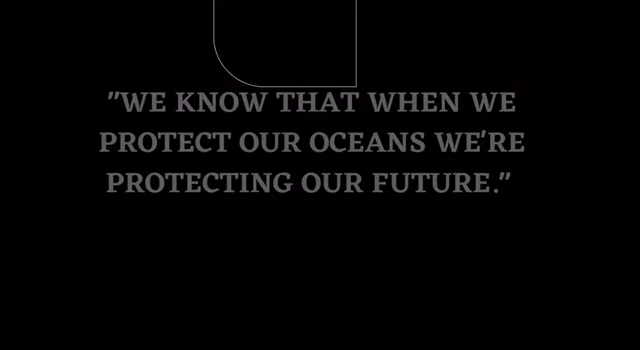 "WE KNOW THAT WHEN WE
PROTECT OUR OCEANS WE'RE
PROTECTING OUR FUTURE."